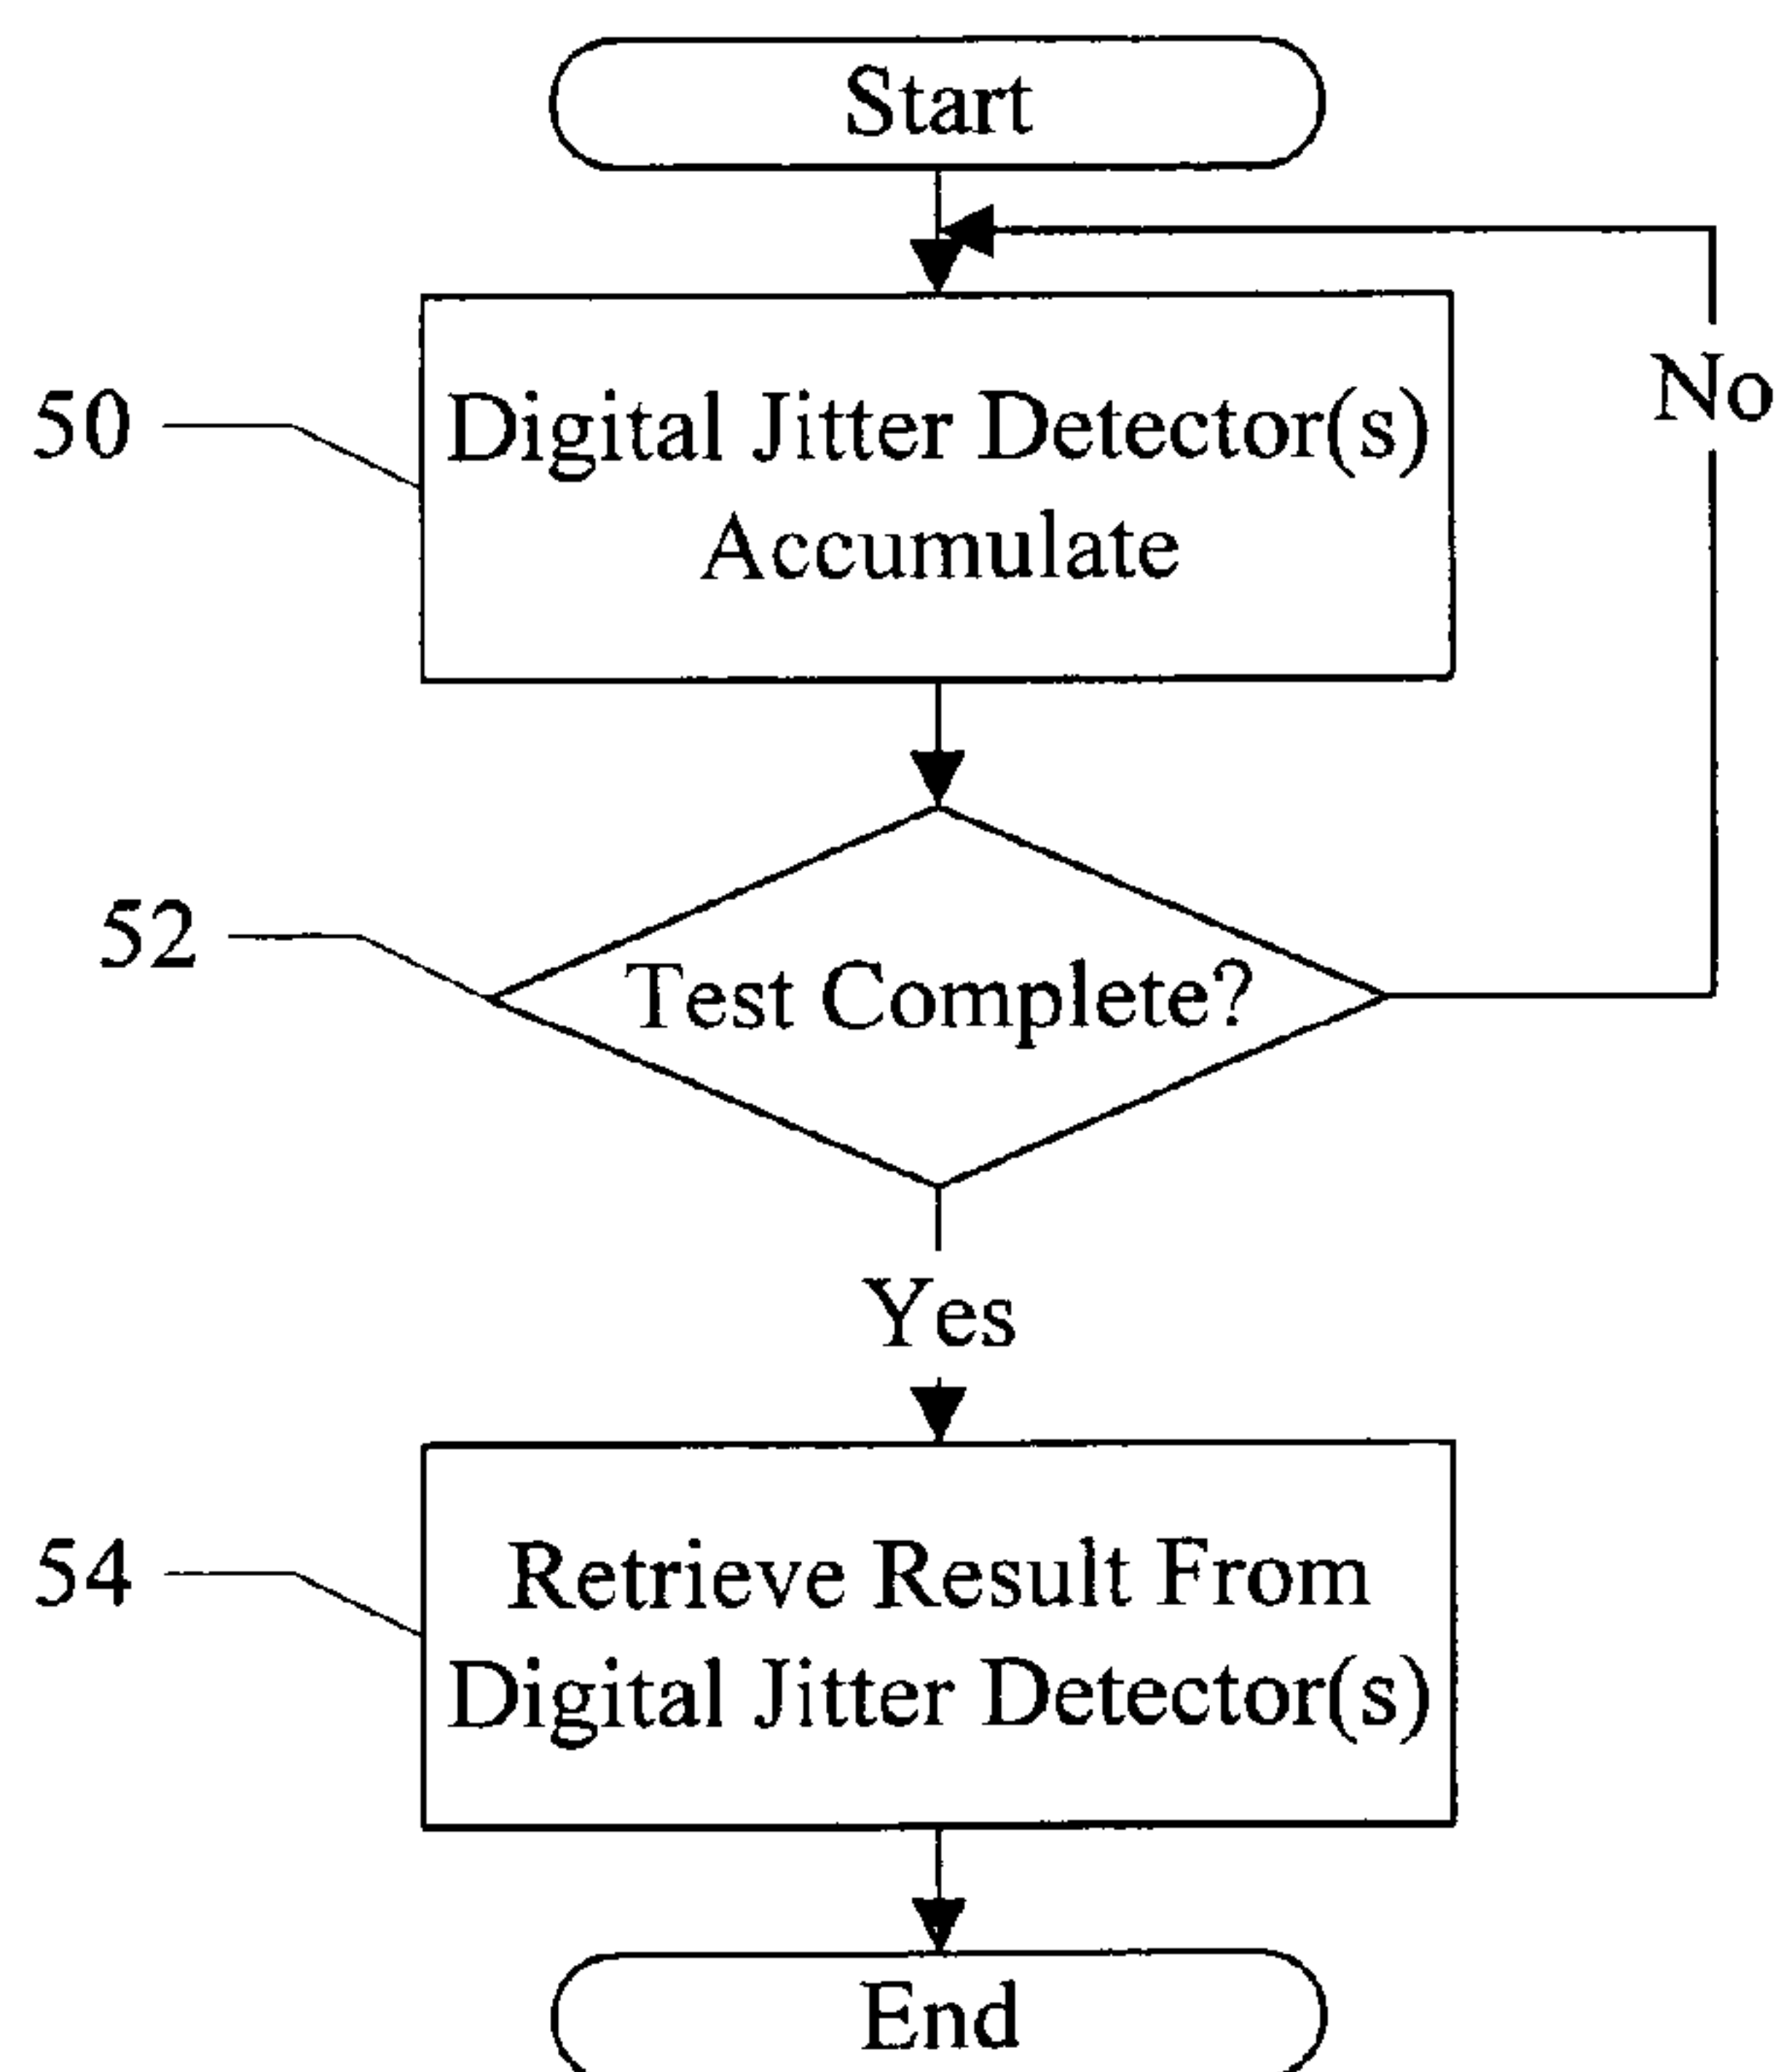 Start
No
50
Digital Jitter Detector(s)
Accumulate
52
Test Complete?
Yes
54
Retrieve Result From
Digital Jitter Detector(s)
End